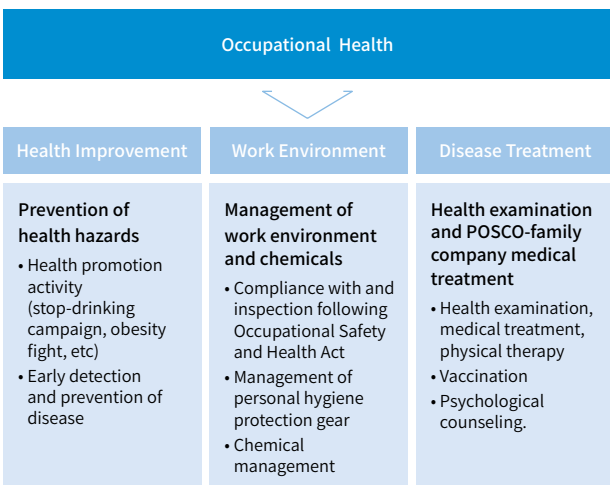 Occupational Health
Health Improvement
Prevention of
health hazards
• Health promotion
activity
(stop-drinking
campaign, obesity
fight, etc)
• Early detection
and prevention of
disease
Work Environment
Management of
work environment
and chemicals
• Compliance with and
inspection following
Occupational Safety
and Health Act
• Management of
personal hygiene
protection gear
• Chemical
management
Disease Treatment
Health examination
and POSCO-family
company medical
treatment
• Health examination,
medical treatment,
physical therapy
• Vaccination
• Psychological
counseling.